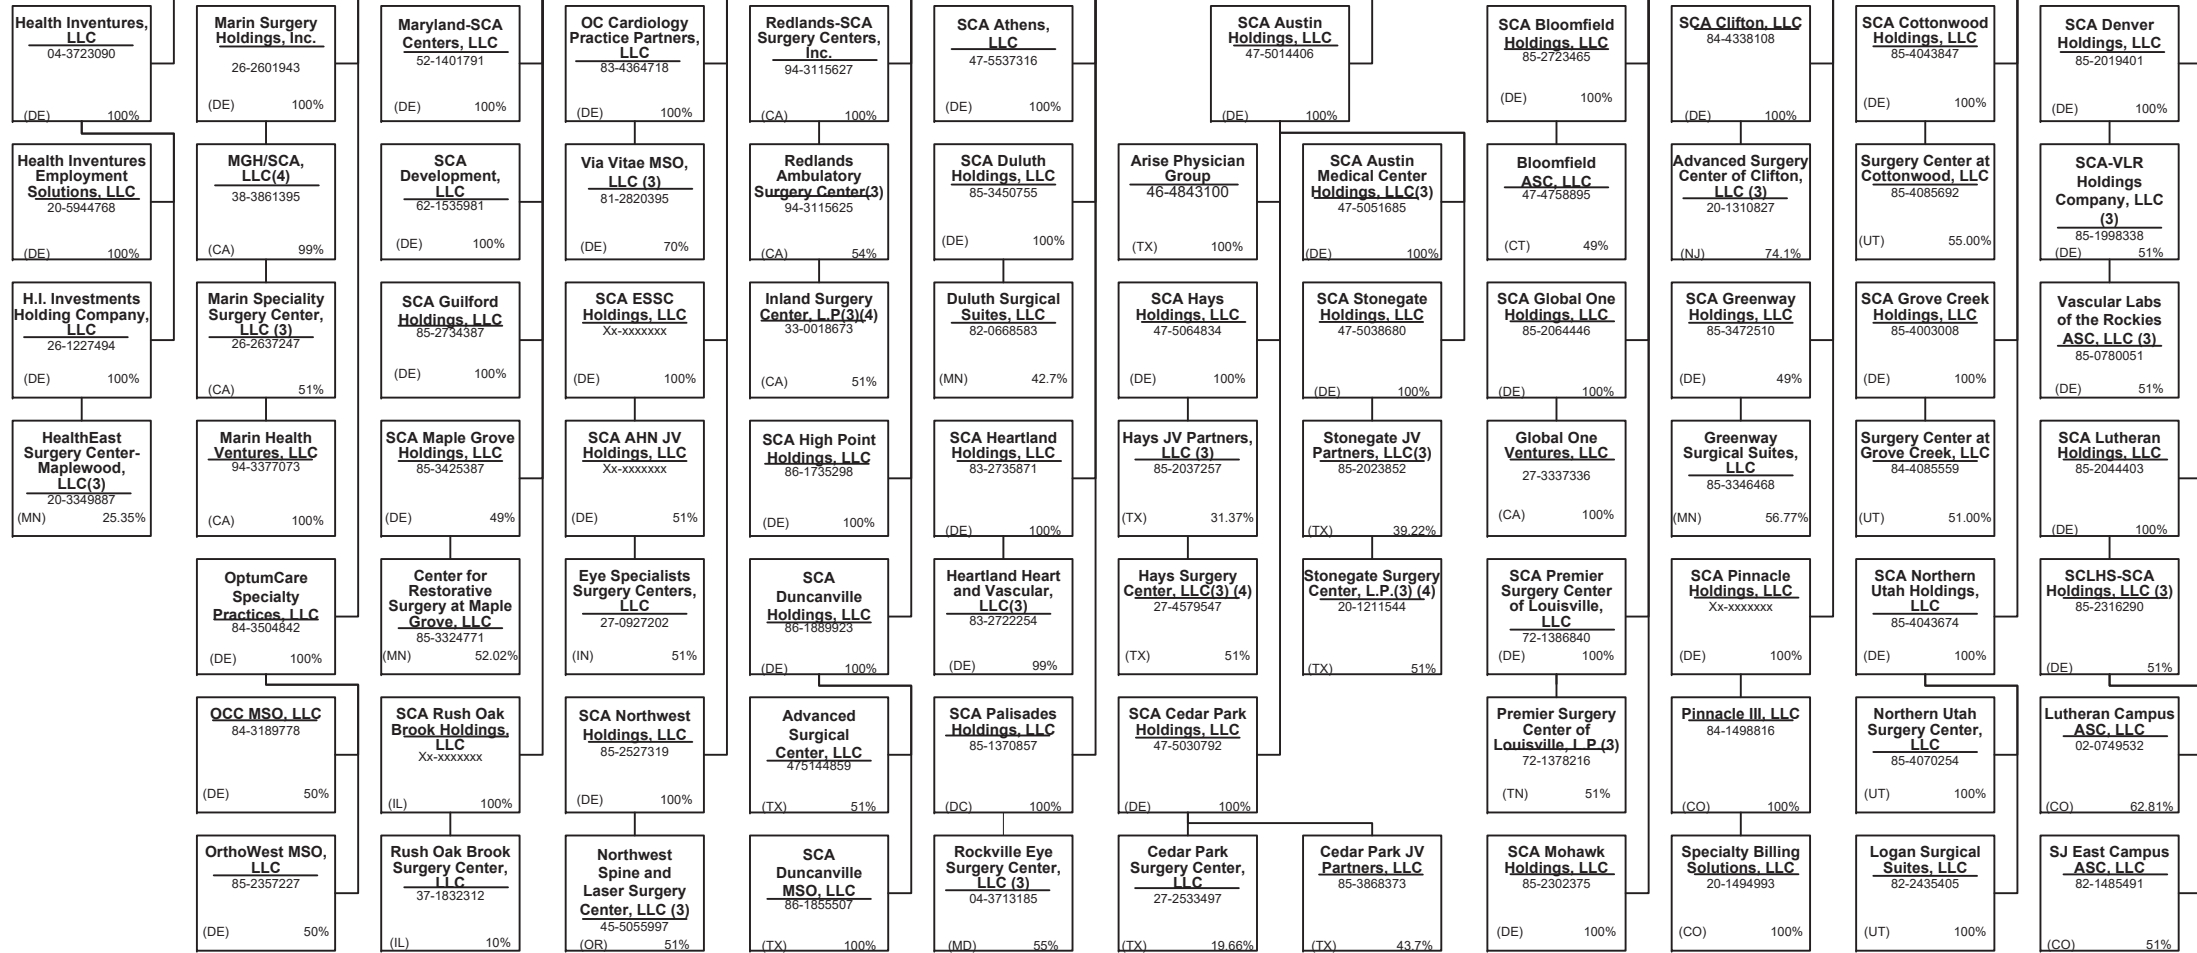 Health Inventures,
LLC
04-3723090
(DE) 100%
Marin Surgery
Holdings, Inc.
26-2601943
(DE) 100%
Maryland-SCA
Centers, LLC
52-1401791
(DE) 100%
OC Cardiology
Practice Partners,
LLC
83-4364718
(DE) 100%
Redlands-SCA
Surgery Centers,
Inc.
94-3115627
(CA) 100%
SCA Athens,
LLC
47-5537316
(DE) 100%
SCA Austin
Holdings, LLC
47-5014406
(DE) 100%
SCA Bloomfield
Holdings, LLC
85-2723465
(DE) 100%
SCA Clifton, LLC
84-4338108
(DE) 100%
SCA Cottonwood
Holdings, LLC
85-4043847
(DE) 100%
SCA Denver
Holdings, LLC
85-2019401
(DE) 100%
Health Inventures
Employment
Solutions, LLC
20-5944768
(DE) 100%
MGH/SCA,
LLC(4)
38-3861395
(CA) 99%
SCA
Development,
LLC
62-1535981
(DE) 100%
Via Vitae MSO,
LLC (3)
81-2820395
(DE) 70%
Redlands
Ambulatory
Surgery Center(3)
94-3115625
(CA) 54%
SCA Duluth
Holdings, LLC
85-3450755
(DE) 100%
Arise Physician
Group
46-4843100
(TX) 100%
SCA Austin
Medical Center
Holdings, LLC(3)
47-5051685
(DE) 100%
Bloomfield
ASC, LLC
47-4758895
(CT) 49%
Advanced Surgery
Center of Clifton,
LLC (3)
20-1310827
(NJ) 74.1%
Surgery Center at
Cottonwood, LLC
85-4085692
(UT) 55.00%
SCA-VLR
Holdings
Company, LLC
(3)
85-1998338
(DE) 51%
H.I. Investments
Holding Company,
LLC
26-1227494
(DE) 100%
Marin Speciality
Surgery Center,
LLC (3)
26-2637247
(CA) 51%
SCA Guilford
Holdings, LLC
85-2734387
(DE) 100%
SCA ESSC
Holdings, LLC
Xx-xxxxxxx
(DE) 100%
Inland Surgery
Center, L.P(3)(4)
33-0018673
(CA) 51%
Duluth Surgical
Suites, LLC
82-0668583
(MN) 42.7%
SCA Hays
Holdings, LLC
47-5064834
(DE) 100%
SCA Stonegate
Holdings, LLC
47-5038680
(DE) 100%
SCA Global One
Holdings, LLC
85-2064446
(DE) 100%
SCA Greenway
Holdings, LLC
85-3472510
(DE) 49%
SCA Grove Creek
Holdings, LLC
85-4003008
(DE) 100%
Vascular Labs
of the Rockies
ASC, LLC (3)
85-0780051
(DE) 51%
HealthEast
Surgery Center-
Maplewood,
LLC(3)
20-3349887
(MN) 25.35%
Marin Health
Ventures, LLC
94-3377073
(CA) 100%
SCA Maple Grove
Holdings, LLC
85-3425387
(DE) 49%
SCA AHN JV
Holdings, LLC
Xx-xxxxxxx
(DE) 51%
SCA High Point
Holdings, LLC
86-1735298
(DE) 100%
SCA Heartland
Holdings, LLC
83-2735871
(DE) 100%
Hays JV Partners,
LLC (3)
85-2037257
(TX) 31.37%
Stonegate JV
Partners, LLC(3)
85-2023852
(TX) 39.22%
Global One
Ventures, LLC
27-3337336
(CA) 100%
Greenway
Surgical Suites,
LLC
85-3346468
(MN) 56.77%
Surgery Center at
Grove Creek, LLC
84-4085559
(UT) 51.00%
SCA Lutheran
Holdings, LLC
85-2044403
(DE) 100%
OptumCare
Specialty
Practices, LLC
84-3504842
(DE) 100%
Center for
Restorative
Surgery at Maple
Grove, LLC
85-3324771
(MN) 52.02%
Eye Specialists
Surgery Centers,
LLC
27-0927202
(IN) 51%
SCA
Duncanville
Holdings, LLC
86-1889923
(DE) 100%
Heartland Heart
and Vascular,
LLC(3)
83-2722254
(DE) 99%
Hays Surgery
Center, LLC(3) (4)
27-4579547
(TX) 51%
Stonegate Surgery
Center, L.P.(3) (4)
20-1211544
(TX) 51%
SCA Premier
Surgery Center
of Louisville,
LLC
72-1386840
(DE) 100%
SCA Pinnacle
Holdings, LLC
Xx-xxxxxxx
(DE) 100%
SCA Northern
Utah Holdings,
LLC
85-4043674
(DE) 100%
SCLHS-SCA
Holdings, LLC (3)
85-2316290
(DE) 51%
OCC MSO, LLC
84-3189778
(DE) 50%
SCA Rush Oak
Brook Holdings,
LLC
Xx-xxxxxxx
(IL) 100%
SCA Northwest
Holdings, LLC
85-2527319
(DE) 100%
Advanced
Surgical
Center, LLC
475144859
(TX) 51%
SCA Palisades
Holdings, LLC
85-1370857
(DC) 100%
SCA Cedar Park
Holdings, LLC
47-5030792
(DE) 100%
Premier Surgery
Center of
Louisville, L.P (3)
72-1378216
(TN) 51%
Pinnacle III, LLC
84-1498816
(CO) 100%
Northern Utah
Surgery Center,
LLC
85-4070254
(UT) 100%
Lutheran Campus
ASC, LLC
02-0749532
(CO) 62.81%
OrthoWest MSO,
LLC
85-2357227
(DE) 50%
Rush Oak Brook
Surgery Center,
LLC
37-1832312
(IL) 10%
Northwest
Spine and
Laser Surgery
Center, LLC (3)
45-5055997
(OR) 51%
SCA
Duncanville
MSO, LLC
86-1855507
(TX) 100%
Rockville Eye
Surgery Center,
LLC (3)
04-3713185
(MD) 55%
Cedar Park
Surgery Center,
LLC
27-2533497
(TX) 19.66%
Cedar Park JV
Partners, LLC
85-3868373
(TX) 43.7%
SCA Mohawk
Holdings, LLC
85-2302375
(DE) 100%
Specialty Billing
Solutions, LLC
20-1494993
(CO) 100%
Logan Surgical
Suites, LLC
82-2435405
(UT) 100%
SJ East Campus
ASC, LLC
82-1485491
(CO) 51%